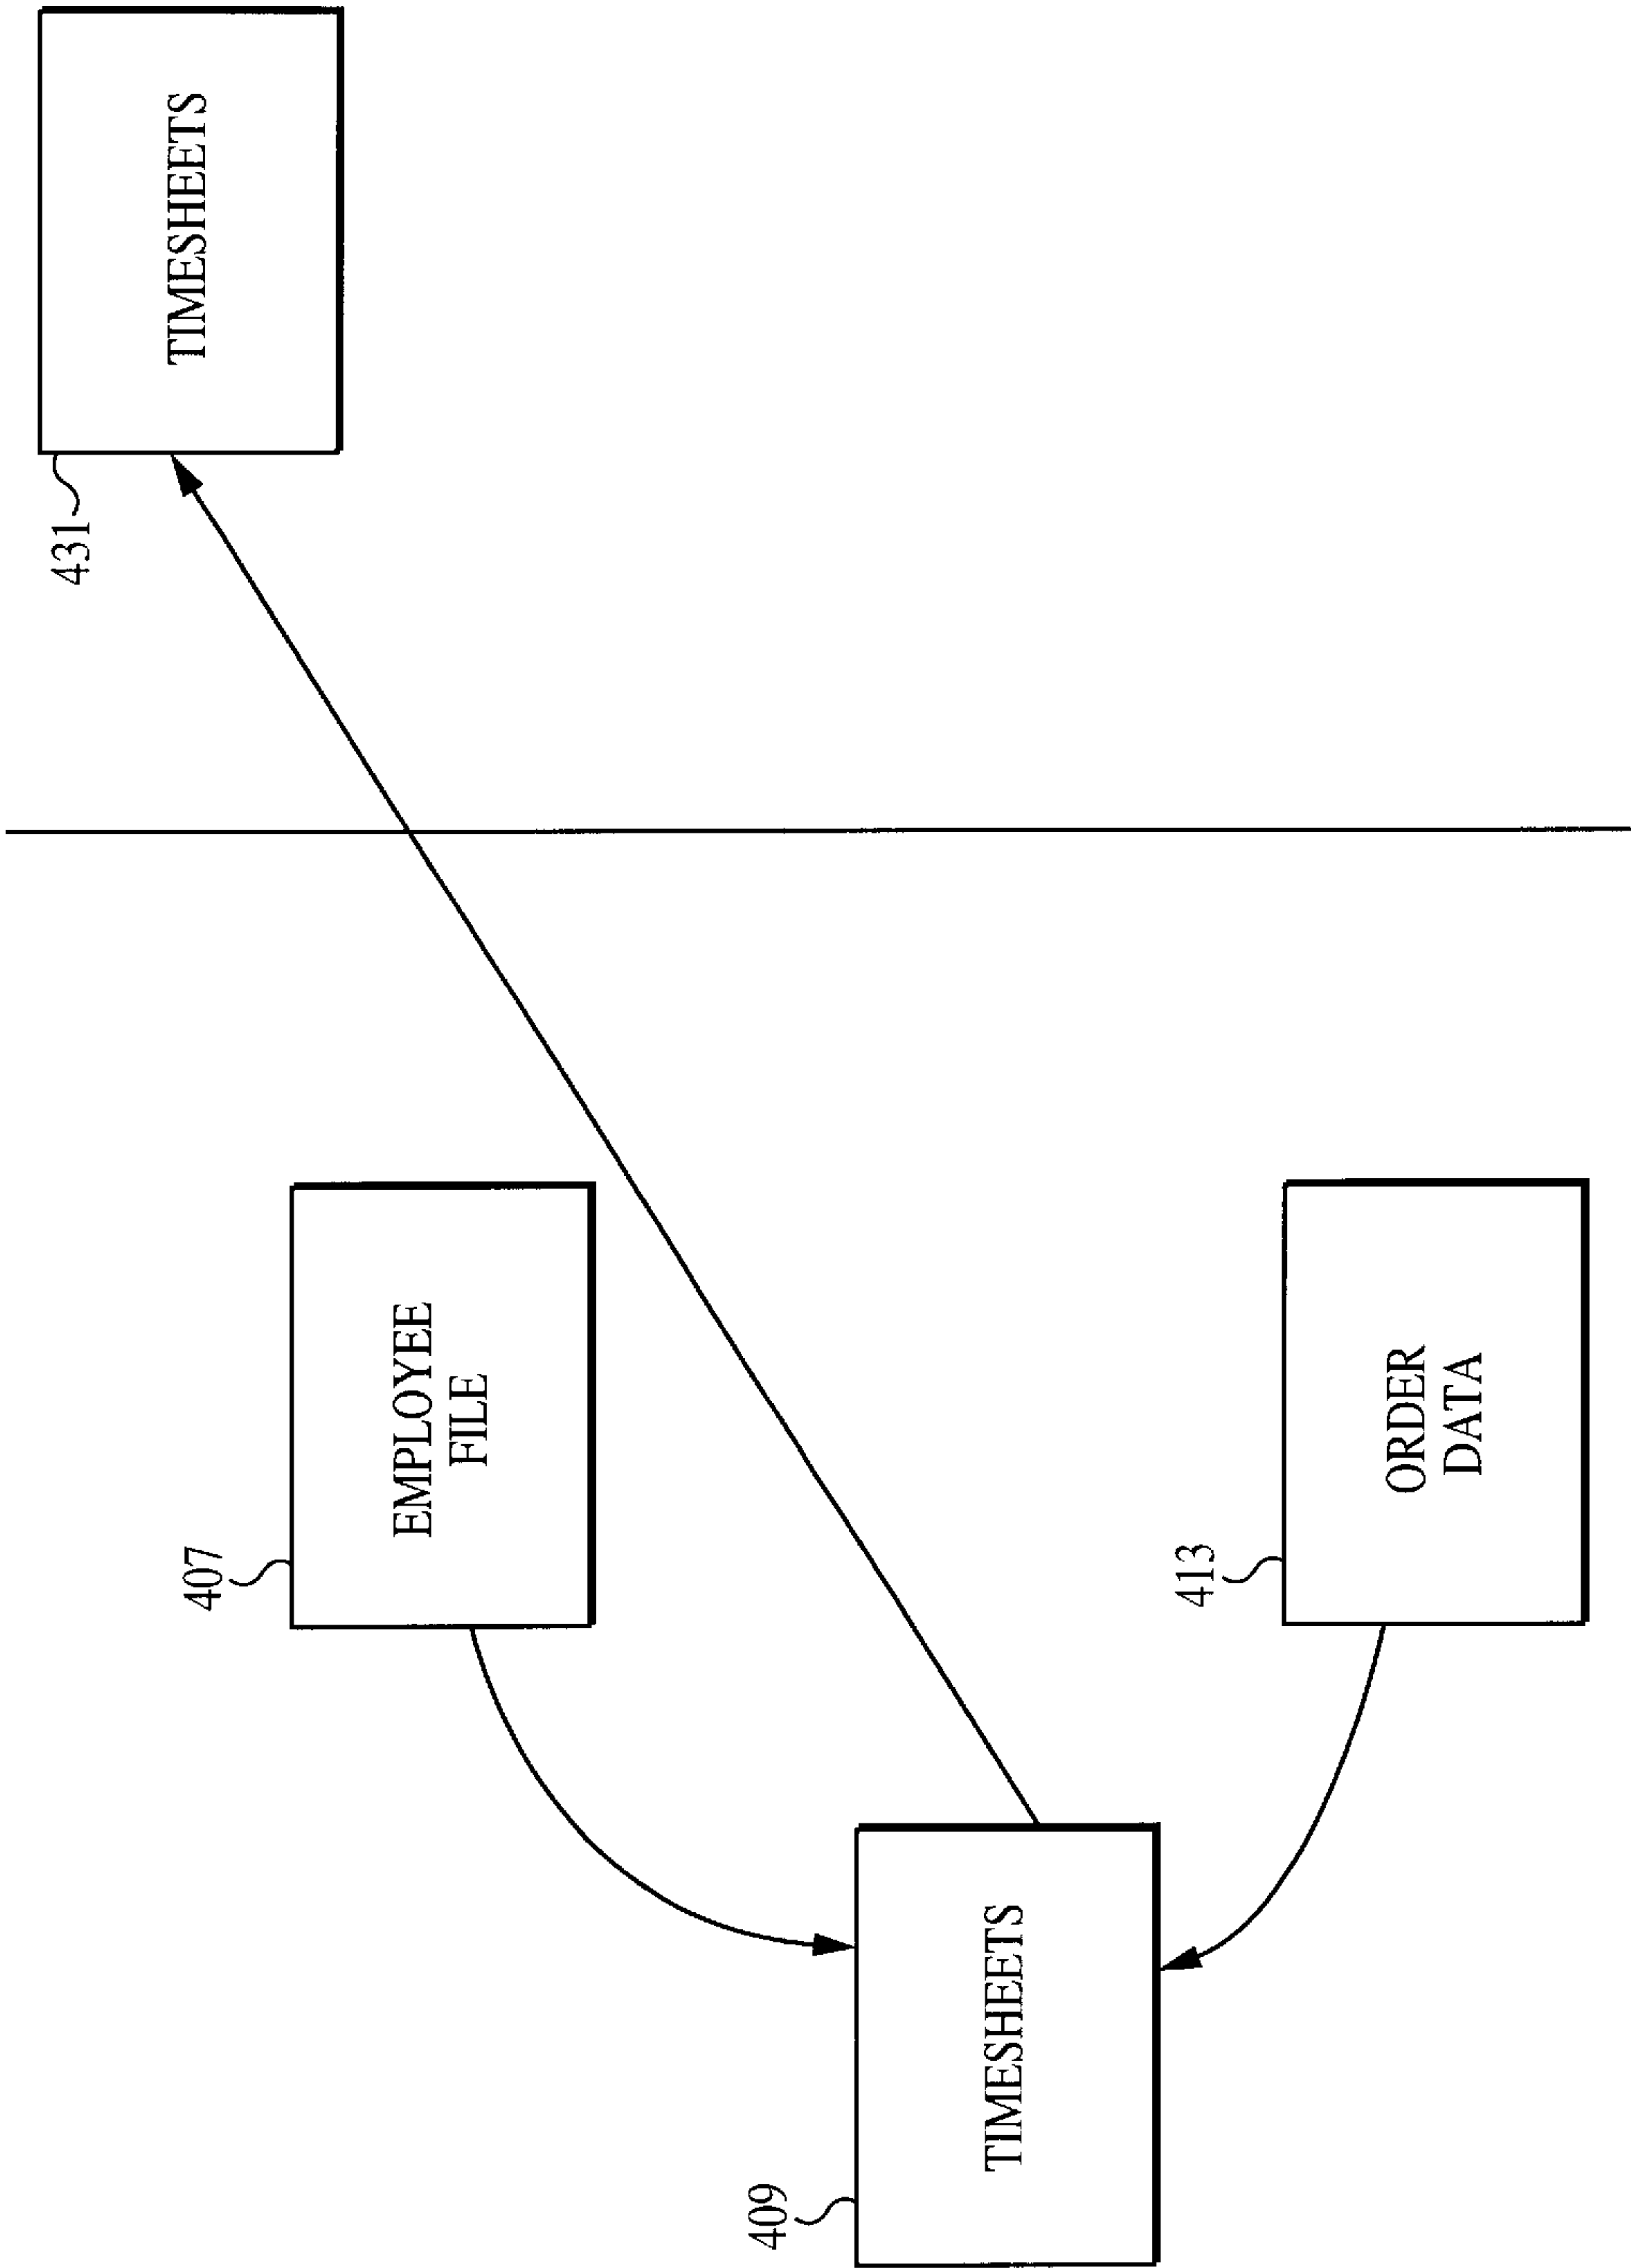 431
TIMESHEETS
407
EMPLOYEE
FILE
413
ORDER
DATA
409
TIMESHEETS